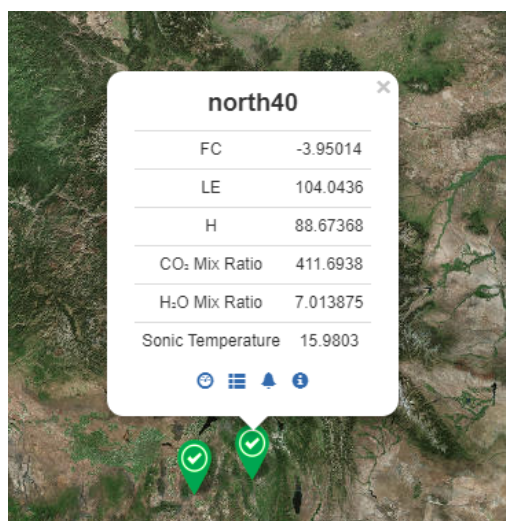 north40
FC -3.95014
LE 104.0436
H 88.67368
CO₂ Mix Ratio 411.6938
H₂O Mix Ratio 7.013875
Sonic Temperature 15.9803